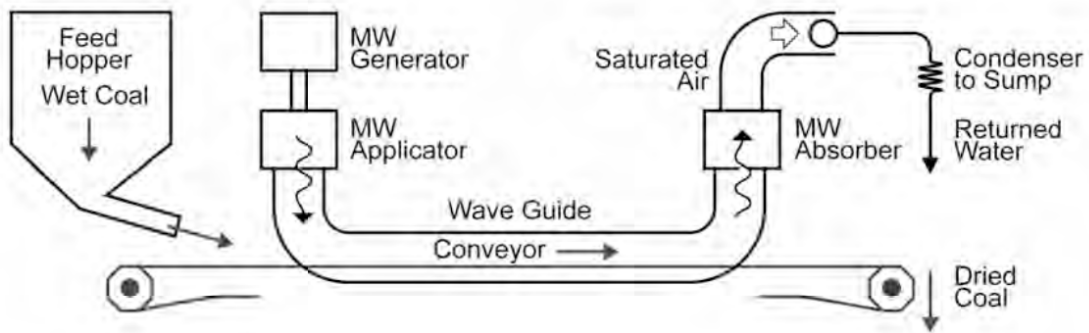 Feed
Hopper
Wet Coal
MW
Generator
MW
Applicator
Wave Guide
Conveyor
Saturated
Air
MW
Absorber
Condenser
to Sump
Returned
Water
Dried
Coal